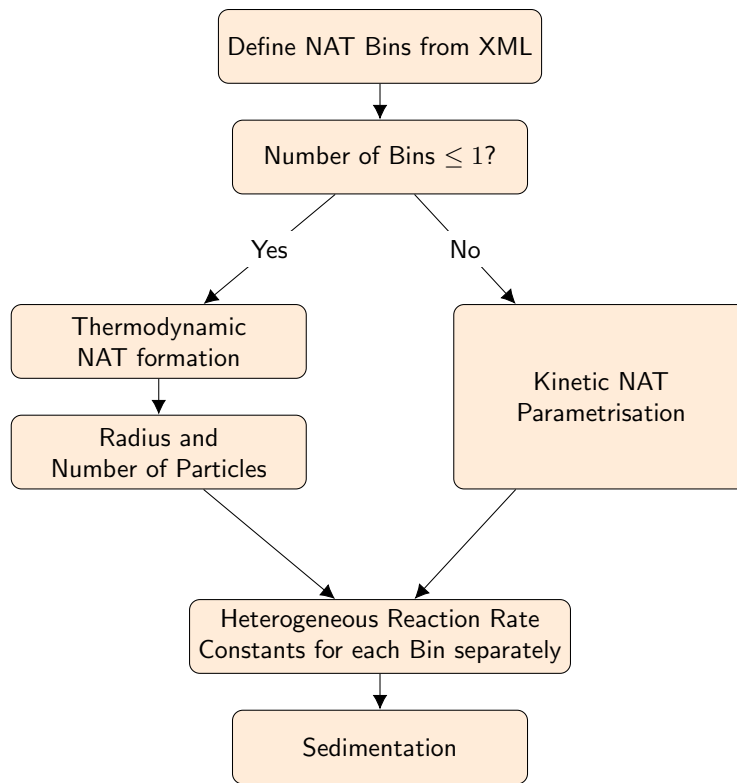 Define NAT Bins from XML
Number of Bins ≤ 1?
Yes
No
Thermodynamic
NAT formation
Kinetic NAT
Parametrisation
Radius and
Number of Particles
Heterogeneous Reaction Rate
Constants for each Bin separately
Sedimentation